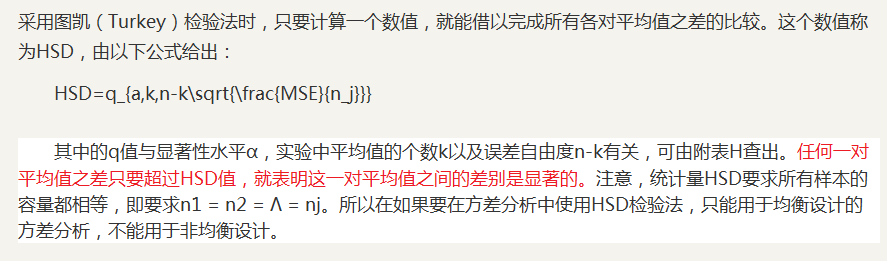 采用图凯（Turkey）检验法时，只要计算一个数值，就能借以完成所有各对平均值之差的比较。这个数值称
为HSD，由以下公式给出：
HSD=q_{a,k,n-k\sqrt{\frac{MSE}{n_j}}}
其中的q值与显著性水平α，实验中平均值的个数k以及误差自由度n-k有关，可由附表H查出。任何一对
平均值之差只要超过HSD值，就表明这一对平均值之间的差别是显著的。注意，统计量HSD要求所有样本的
容量都相等，即要求n1 = n2 = Λ = nj。所以在如果要在方差分析中使用HSD检验法，只能用于均衡设计的
方差分析，不能用于非均衡设计。